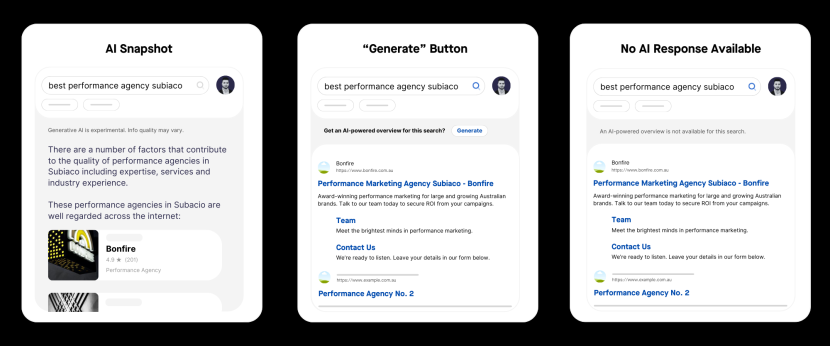 AI Snapshot
best performance agency subiaco
Generative AI is experimental. Info quality may vary.
There are a number of factors that contribute
to the quality of performance agencies in
Subiaco including expertise, services and
industry experience.
These performance agencies in Subacio are
well regarded across the internet:
Bonfire
4.9 ★ (201)
Performance Agency
“Generate” Button
best performance agency subiaco
Get an AI-powered overview for this search? Generate
Bonfire
https://www.bonfire.com.au
Performance Marketing Agency Subiaco - Bonfire
Award-winning performance marketing for large and growing Australian
brands. Talk to our team today to secure ROI from your campaigns.
Team
Meet the brightest minds in performance marketing.
Contact Us
We're ready to listen. Leave your details in our form below.
https://www.example.com.au
Performance Agency No. 2
No AI Response Available
best performance agency subiaco
An AI-powered overview is not available for this search.
Bonfire
https://www.bonfire.com.au
Performance Marketing Agency Subiaco - Bonfire
Award-winning performance marketing for large and growing Australian
brands. Talk to our team today to secure ROI from your campaigns.
Team
Meet the brightest minds in performance marketing.
Contact Us
We're ready to listen. Leave your details in our form below.
https://www.example.com.au
Performance Agency No. 2